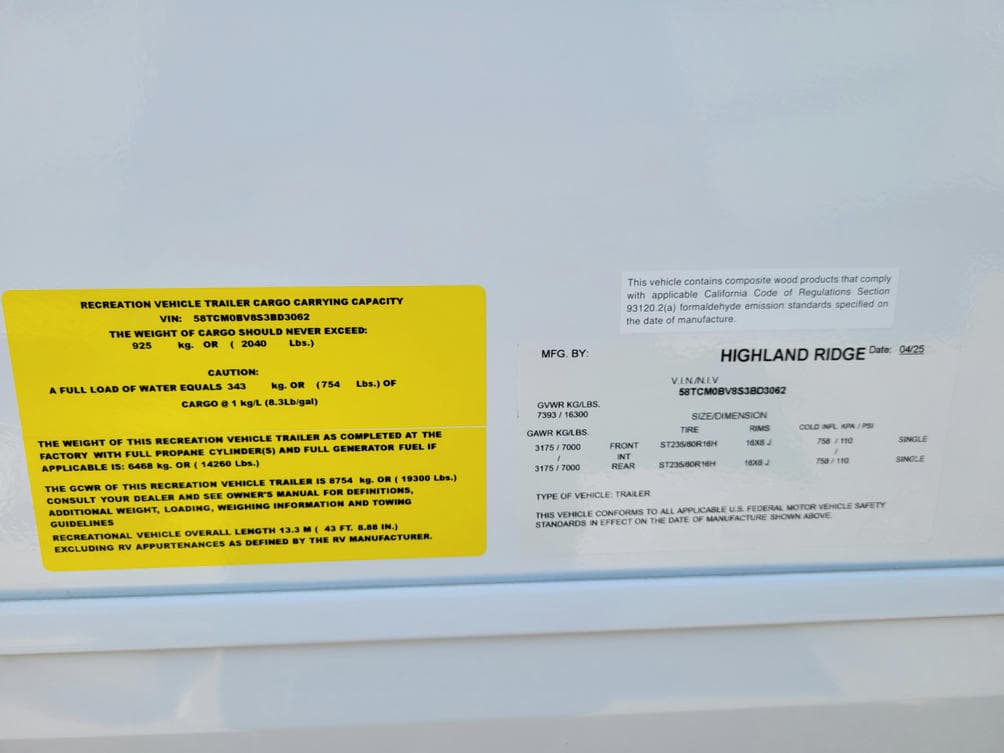 RECREATION VEHICLE TRAILER CARGO CARRYING CAPACITY
VIN: 58TCM0BV8S3BD3062
THE WEIGHT OF CARGO SHOULD NEVER EXCEED:
925 kg. OR ( 2040 Lbs.)
CAUTION:
A FULL LOAD OF WATER EQUALS 343 kg. OR (754 Lbs.) OF
CARGO @ 1 kg/L (8.3Lb/gal)
THE WEIGHT OF THIS RECREATION VEHICLE TRAILER AS COMPLETED AT THE
FACTORY WITH FULL PROPANE CYLINDER(S) AND FULL GENERATOR FUEL IF
APPLICABLE IS: 6468 kg. OR ( 14260 Lbs.)
THE GCWR OF THIS RECREATION VEHICLE TRAILER IS 8754 kg. OR ( 19300 Lbs.)
CONSULT YOUR DEALER AND SEE OWNER'S MANUAL FOR DEFINITIONS,
ADDITIONAL WEIGHT, LOADING, WEIGHING INFORMATION AND TOWING
GUIDELINES
RECREATIONAL VEHICLE OVERALL LENGTH 13.3 M ( 43 FT. 8.88 IN.)
EXCLUDING RV APPURTENANCES AS DEFINED BY THE RV MANUFACTURER.
This vehicle contains composite wood products that comply
with applicable California Code of Regulations Section
93120.2(a) formaldehyde emission standards specified on
the date of manufacture.
MFG. BY: HIGHLAND RIDGE Date: 04/25
V.I.N./N.I.V
58TCM0BV8S3BD3062
GVWR KG/LBS.
7393 / 16300
SIZE/DIMENSION
GAWR KG/LBS. TIRE RIMS COLD INFL. KPA / PSI
3175 / 7000 FRONT ST235/80R16H 16X6 J 758 / 110 SINGLE
/ INT /
3175 / 7000 REAR ST235/80R16H 16X6 J 758 / 110 SINGLE
TYPE OF VEHICLE: TRAILER
THIS VEHICLE CONFORMS TO ALL APPLICABLE U.S. FEDERAL MOTOR VEHICLE SAFETY
STANDARDS IN EFFECT ON THE DATE OF MANUFACTURE SHOWN ABOVE.